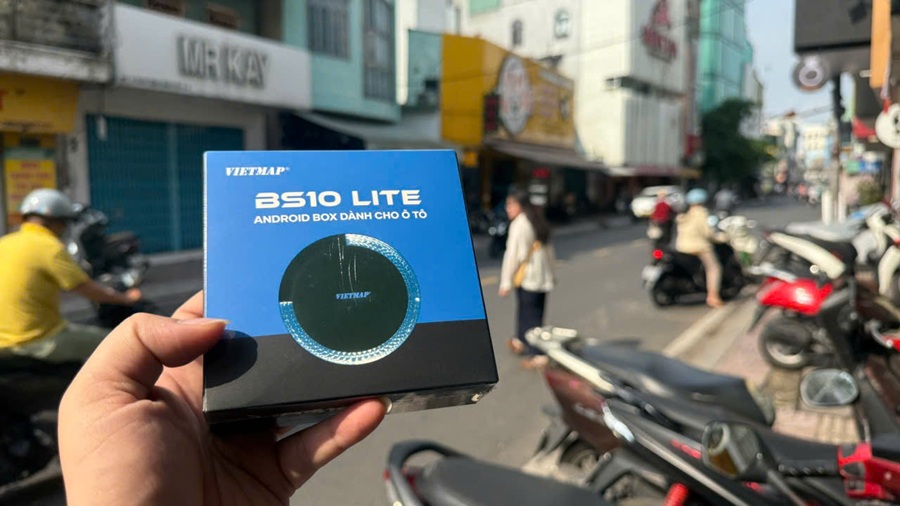 MR KAY
VIETMAP®
BS10 LITE
ANDROID BOX DÀNH CHO Ô TÔ
VIETMAP®